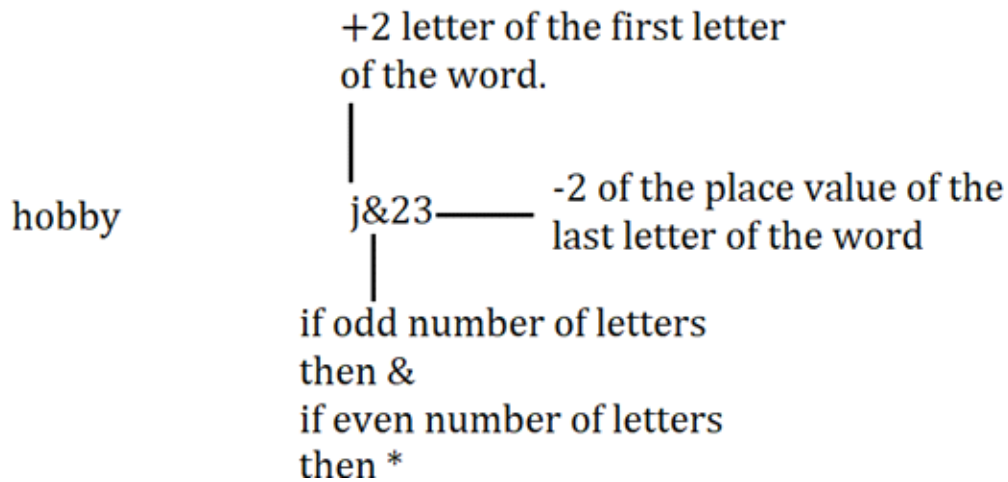 +2 letter of the first letter
of the word.
hobby
j&23
-2 of the place value of the
last letter of the word
if odd number of letters
then &
if even number of letters
then *